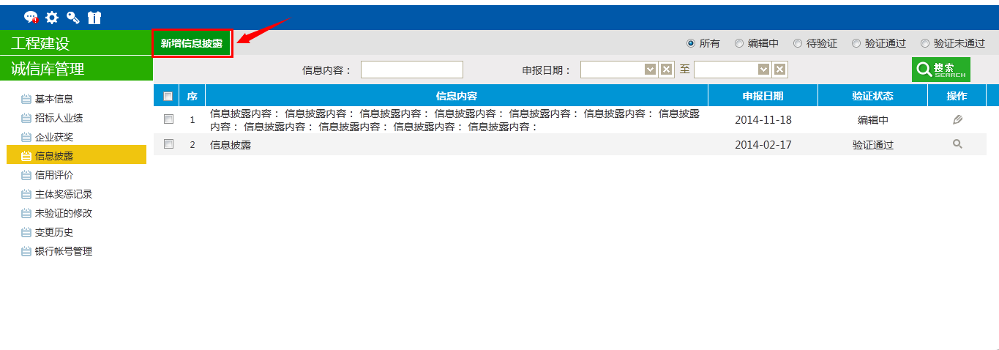 工程建设
新增信息披露
所有 编辑中 待验证 验证通过 验证未通过
诚信库管理
信息内容： 申报日期： 至 搜索 SEARCH
序 信息内容 申报日期 验证状态 操作
1 信息披露内容： 信息披露内容： 信息披露内容： 信息披露内容： 信息披露内容： 信息披露内容： 信息披露
内容： 信息披露内容： 信息披露内容： 信息披露内容： 信息披露内容：
2014-11-18 编辑中
2 信息披露 2014-02-17 验证通过
基本信息
招标人业绩
企业获奖
信息披露
信用评价
主体奖惩记录
未验证的修改
变更历史
银行帐号管理